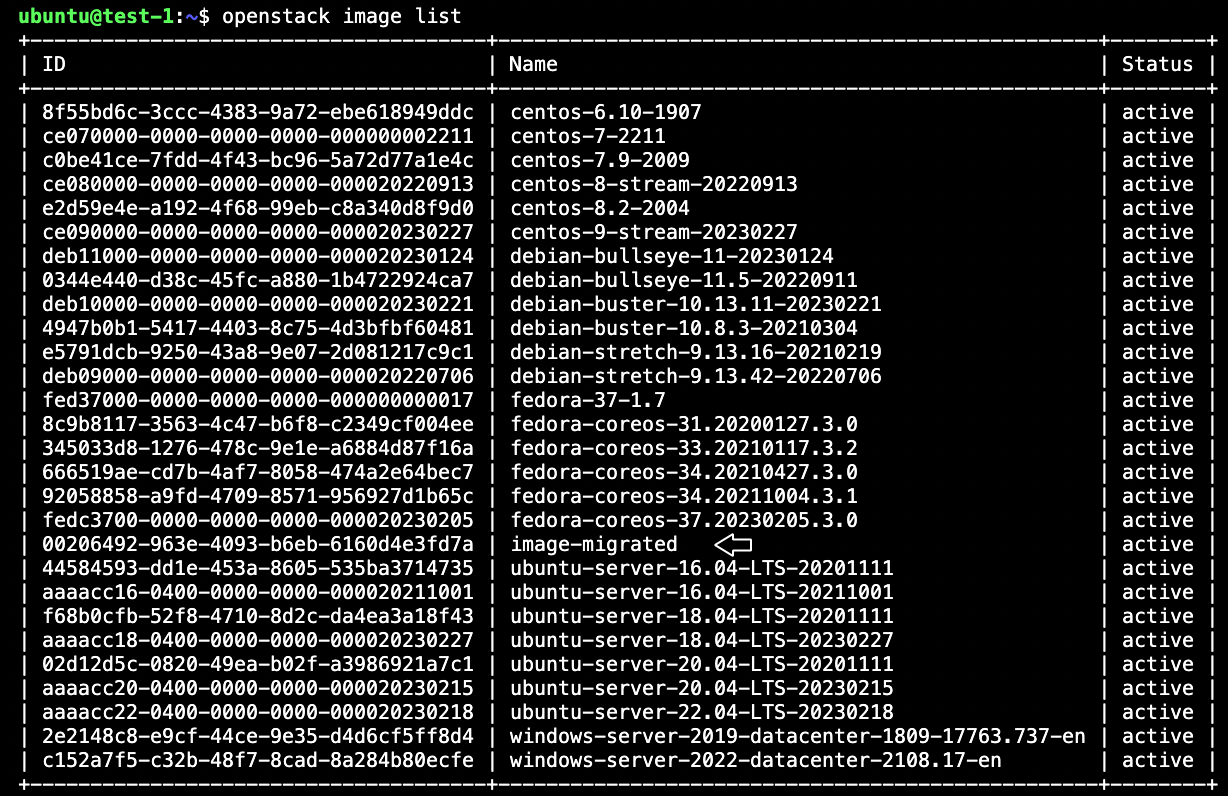 ubuntu@test-1:~$ openstack image list
+--------------------------------------+---------------------------------------------------+--------+
| ID                                   | Name                                              | Status |
+--------------------------------------+---------------------------------------------------+--------+
| 8f55bd6c-3ccc-4383-9a72-ebe618949ddc | centos-6.10-1907                                  | active |
| ce070000-0000-0000-0000-000000002211 | centos-7-2211                                     | active |
| c0be41ce-7fdd-4f43-bc96-5a72d77a1e4c | centos-7.9-2009                                   | active |
| ce080000-0000-0000-0000-000020220913 | centos-8-stream-20220913                          | active |
| e2d59e4e-a192-4f68-99eb-c8a340d8f9d0 | centos-8.2-2004                                   | active |
| ce090000-0000-0000-0000-000020230227 | centos-9-stream-20230227                          | active |
| deb11000-0000-0000-0000-000020230124 | debian-bullseye-11-20230124                       | active |
| 0344e440-d38c-45fc-a880-1b4722924ca7 | debian-bullseye-11.5-20220911                     | active |
| deb10000-0000-0000-0000-000020230221 | debian-buster-10.13.11-20230221                   | active |
| 4947b0b1-5417-4403-8c75-4d3bfbf60481 | debian-buster-10.8.3-20210304                     | active |
| e5791dcb-9250-43a8-9e07-2d081217c9c1 | debian-stretch-9.13.16-20210219                   | active |
| deb09000-0000-0000-0000-000020220706 | debian-stretch-9.13.42-20220706                   | active |
| fed37000-0000-0000-0000-000000000017 | fedora-37-1.7                                     | active |
| 8c9b8117-3563-4c47-b6f8-c2349cf004ee | fedora-coreos-31.20200127.3.0                     | active |
| 345033d8-1276-478c-9e1e-a6884d87f16a | fedora-coreos-33.20210117.3.2                     | active |
| 666519ae-cd7b-4af7-8058-474a2e64bec7 | fedora-coreos-34.20210427.3.0                     | active |
| 92058858-a9fd-4709-8571-956927d1b65c | fedora-coreos-34.20211004.3.1                     | active |
| fedc3700-0000-0000-0000-000020230205 | fedora-coreos-37.20230205.3.0                     | active |
| 00206492-963e-4093-b6eb-6160d4e3fd7a | image-migrated                                    | active |
| 44584593-dd1e-453a-8605-535ba3714735 | ubuntu-server-16.04-LTS-20201111                  | active |
| aaaacc16-0400-0000-0000-000020211001 | ubuntu-server-16.04-LTS-20211001                  | active |
| f68b0cfb-52f8-4710-8d2c-da4ea3a18f43 | ubuntu-server-18.04-LTS-20201111                  | active |
| aaaacc18-0400-0000-0000-000020230227 | ubuntu-server-18.04-LTS-20230227                  | active |
| 02d12d5c-0820-49ea-b02f-a3986921a7c1 | ubuntu-server-20.04-LTS-20201111                  | active |
| aaaacc20-0400-0000-0000-000020230215 | ubuntu-server-20.04-LTS-20230215                  | active |
| aaaacc22-0400-0000-0000-000020230218 | ubuntu-server-22.04-LTS-20230218                  | active |
| 2e2148c8-e9cf-44ce-9e35-d4d6cf5ff8d4 | windows-server-2019-datacenter-1809-17763.737-en  | active |
| c152a7f5-c32b-48f7-8cad-8a284b80ecfe | windows-server-2022-datacenter-2108.17-en         | active |
+--------------------------------------+---------------------------------------------------+--------+